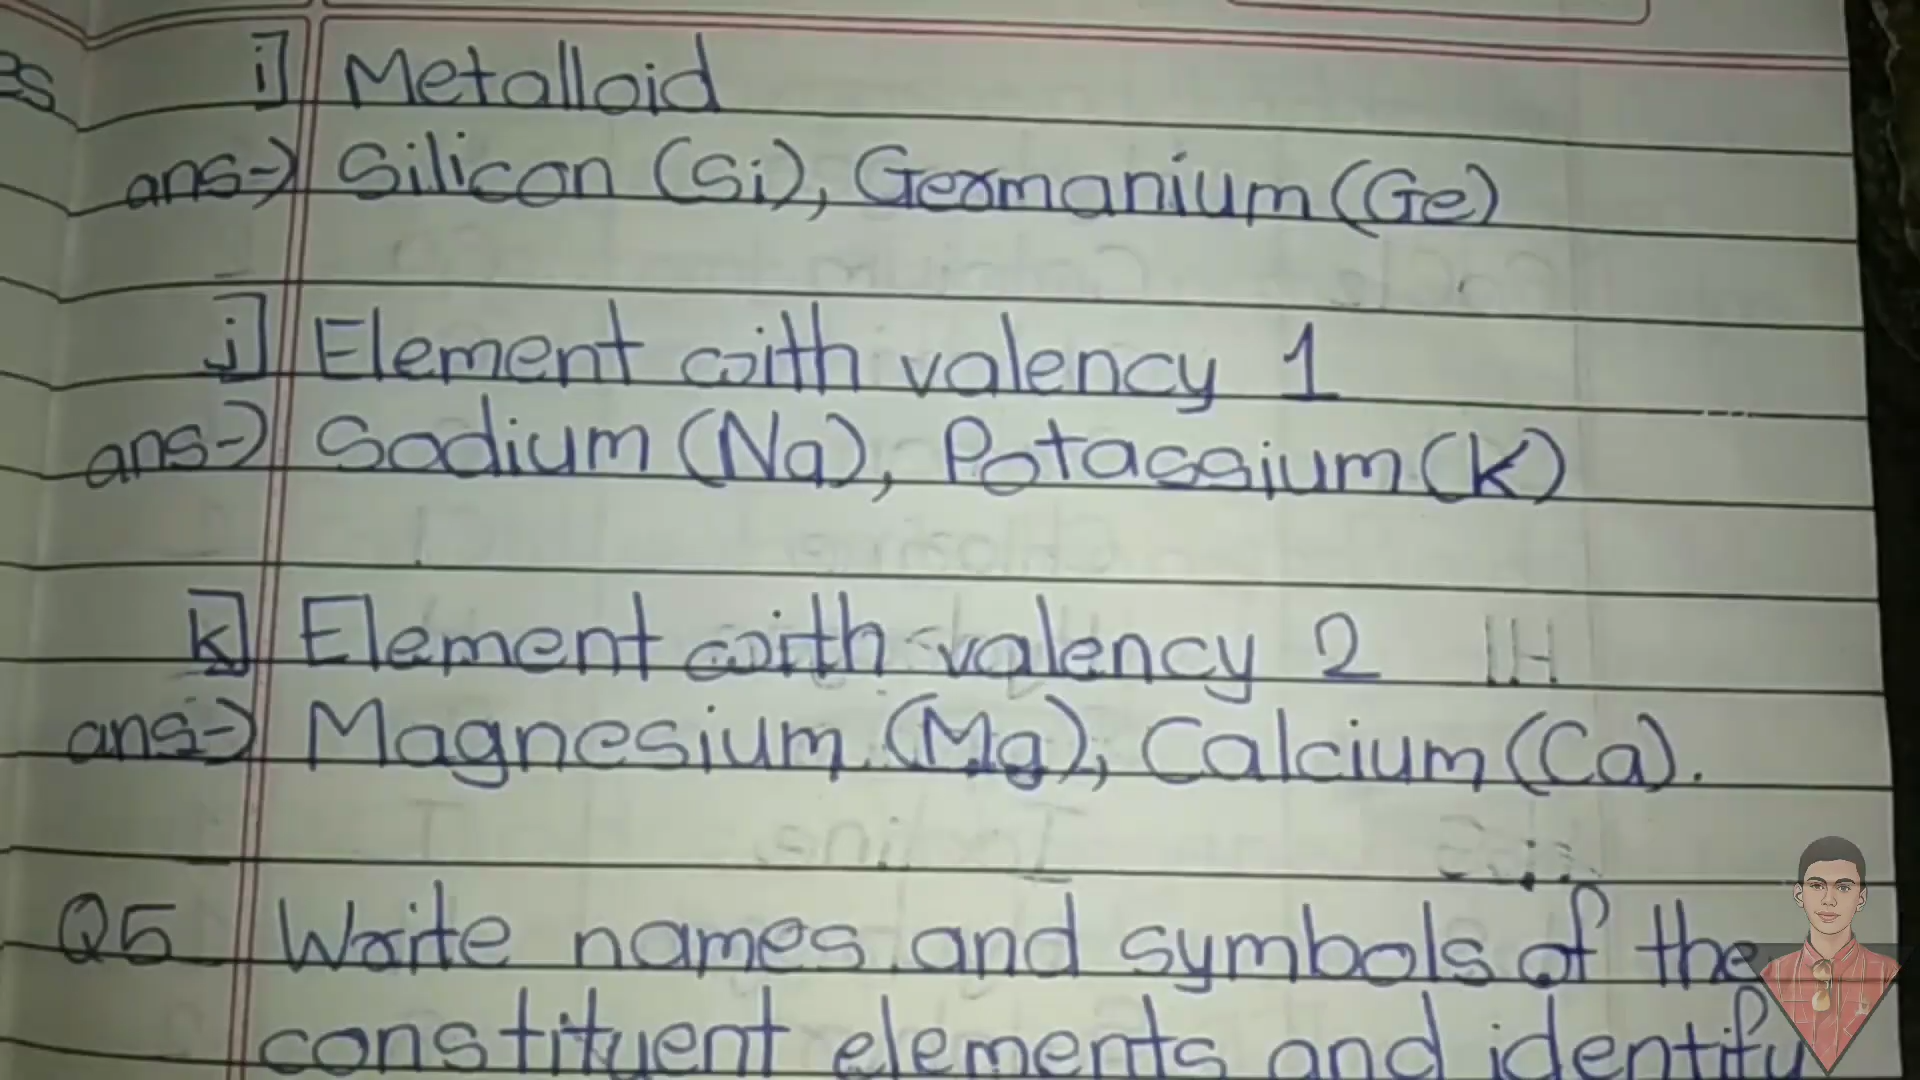 es
i] Metalloid
ans→ Silicon (Si), Germanium (Ge)
j] Element with valency 1
ans→ Sodium (Na), Potassium (K)
k] Element with valency 2
ans→ Magnesium (Mg), Calcium (Ca).
Q5 Write names and symbols of the
constituent elements and identify